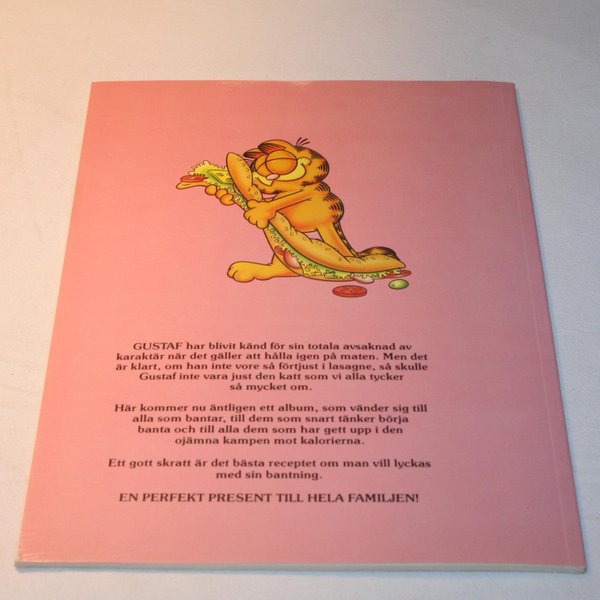 GUSTAF har blivit känd för sin totala avsaknad av
karaktär när det gäller att hålla igen på maten. Men det
är klart, om han inte vore så förtjust i lasagne, så skulle
Gustaf inte vara just den katt som vi alla tycker
så mycket om.
Här kommer nu äntligen ett album, som vänder sig till
alla som bantar, till dem som snart tänker börja
banta och till alla dem som har gett upp i den
ojämna kampen mot kalorierna.
Ett gott skratt är det bästa receptet om man vill lyckas
med sin bantning.
EN PERFEKT PRESENT TILL HELA FAMILJEN!